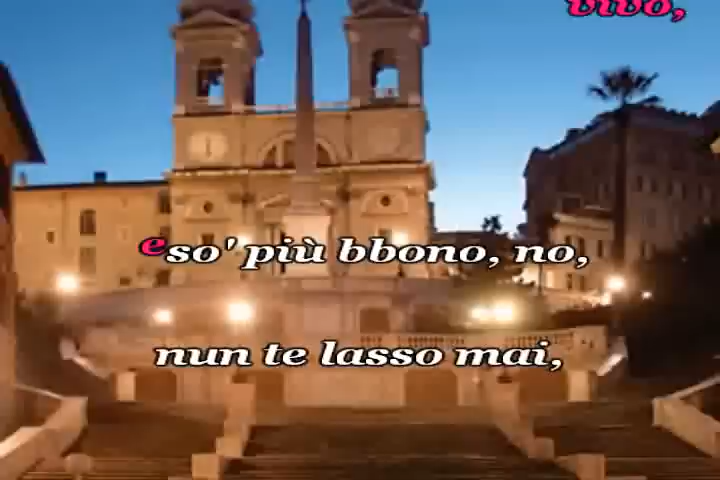 vivo,
e so' più bbono, no,
nun te lasso mai,